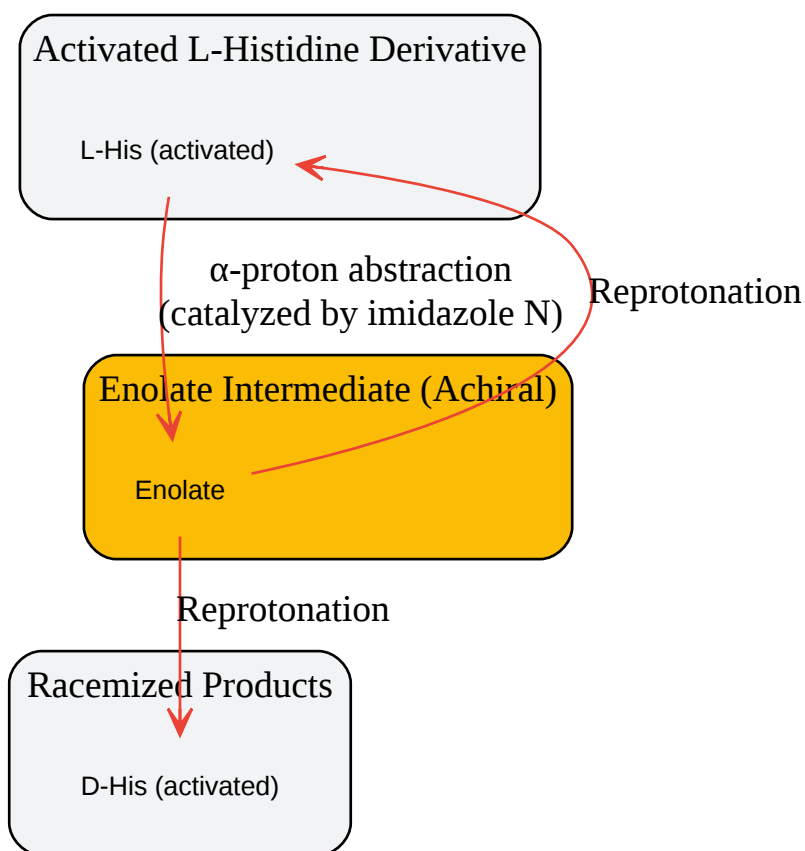 Activated L-Histidine Derivative
L-His (activated)
α-proton abstraction
(catalyzed by imidazole N)
Reprotonation
Enolate Intermediate (Achiral)
Enolate
Reprotonation
Racemized Products
D-His (activated)